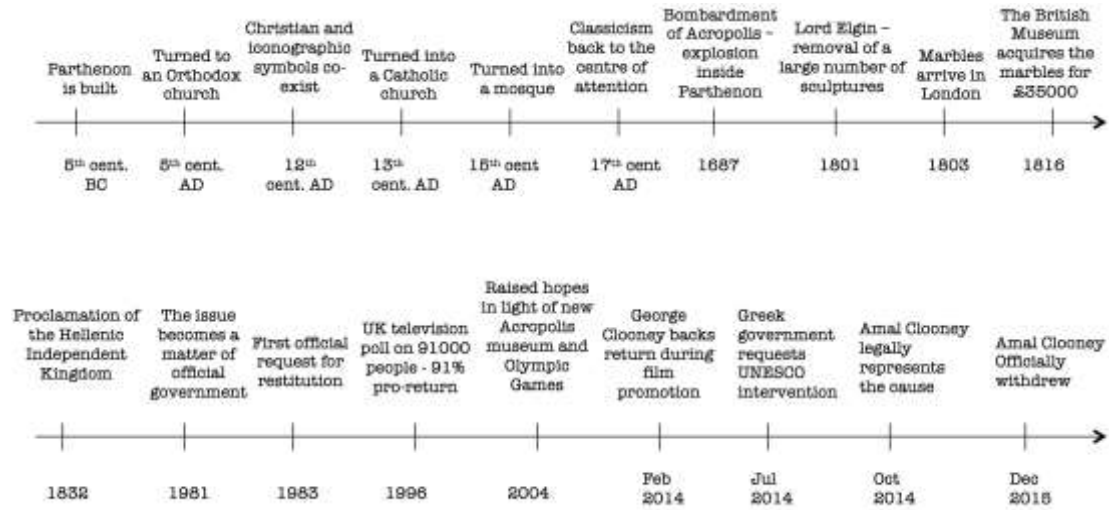 Parthenon
is built
Turned to
an Orthodox
church
Christian and
iconographic
symbols co-
exist
Turned into
a Catholic
church
Turned into
a mosque
Classicism
back to the
centre of
attention
Bombardment
of Acropolis –
explosion
inside
Parthenon
Lord Elgin –
removal of a
large number of
sculptures
Marbles
arrive in
London
The British
Museum
acquires the
marbles for
£35000
5th cent.
BC
5th cent.
AD
12th
cent. AD
13th
cent. AD
15th cent
AD
17th cent
AD
1687
1801
1803
1816
Proclamation of
the Hellenic
Independent
Kingdom
The issue
becomes a
matter of
official
government
First official
request for
restitution
UK television
poll on 91000
people - 91%
pro-return
Raised hopes
in light of new
Acropolis
museum and
Olympic
Games
George
Clooney backs
return during
film
promotion
Greek
government
requests
UNESCO
intervention
Amal Clooney
legally
represents
the cause
Amal Clooney
Officially
withdrew
1832
1981
1983
1996
2004
Feb
2014
Jul
2014
Oct
2014
Dec
2015